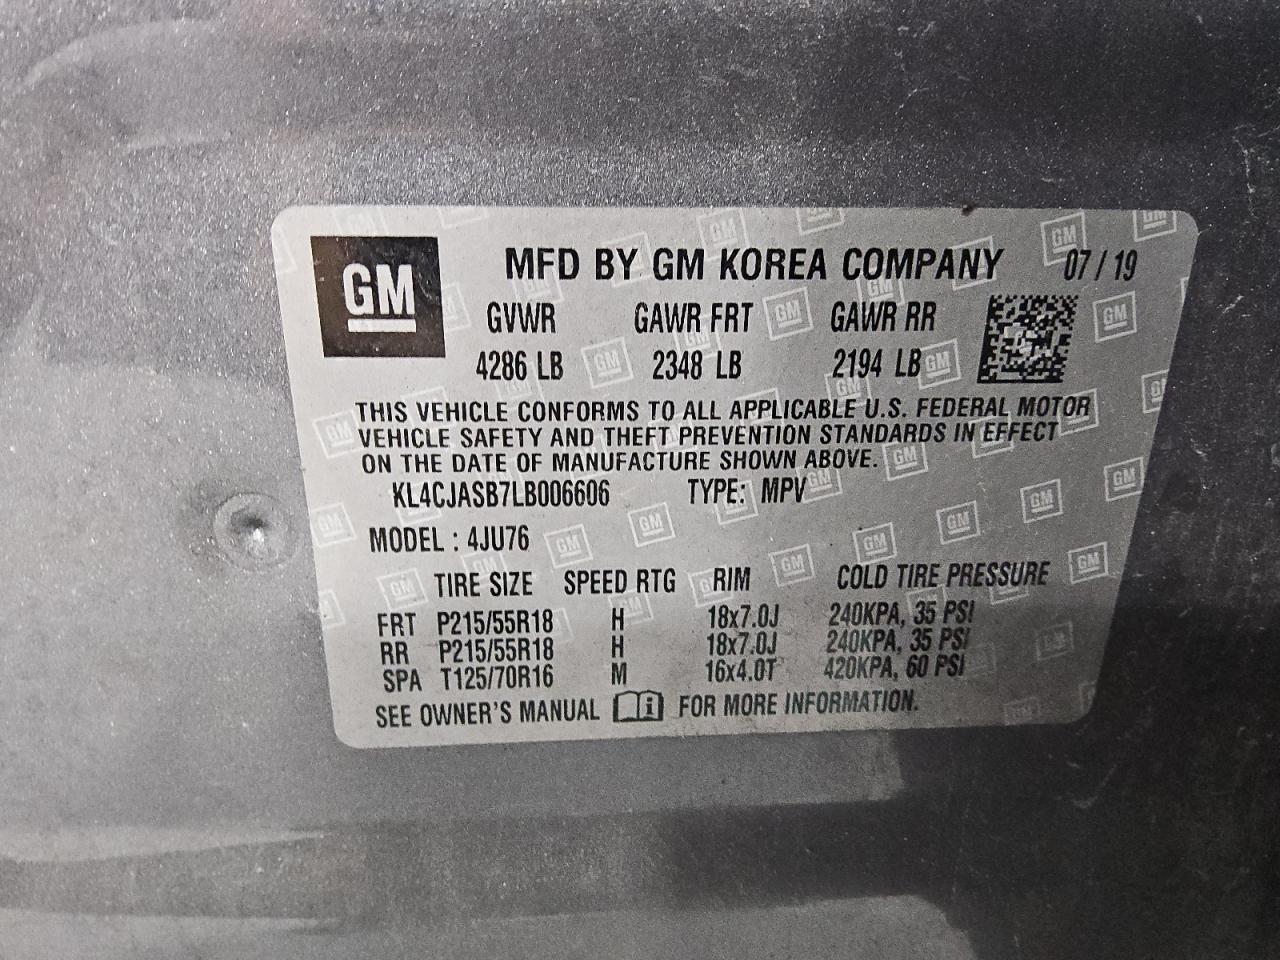 GM
MFD BY GM KOREA COMPANY 07/19
GVWR GAWR FRT GAWR RR
4286 LB 2348 LB 2194 LB
THIS VEHICLE CONFORMS TO ALL APPLICABLE U.S. FEDERAL MOTOR
VEHICLE SAFETY AND THEFT PREVENTION STANDARDS IN EFFECT
ON THE DATE OF MANUFACTURE SHOWN ABOVE.
KL4CJASB7LB006606 TYPE: MPV
MODEL : 4JU76
TIRE SIZE SPEED RTG RIM COLD TIRE PRESSURE
FRT P215/55R18 H 18x7.0J 240KPA, 35 PSI
RR P215/55R18 H 18x7.0J 240KPA, 35 PSI
SPA T125/70R16 M 16x4.0T 420KPA, 60 PSI
SEE OWNER'S MANUAL i FOR MORE INFORMATION.